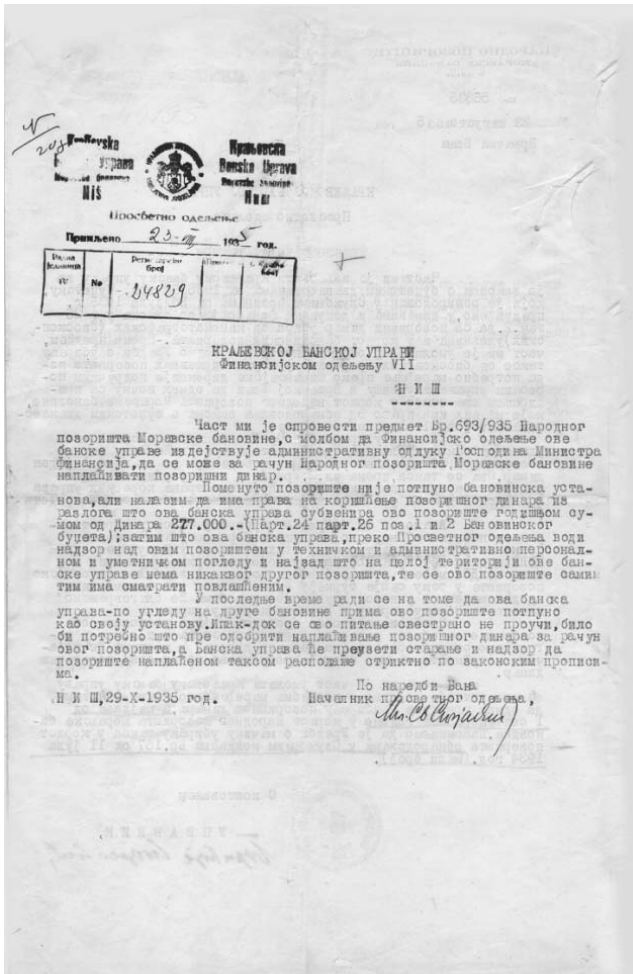 Краљевска
Банска Управа
Niš
Краљевска
Banska Uprava
Ниш
Просветно одељење
Примљено 23-VIII 1935 год.
No
24829
КРАЉЕВСКОЈ БАНСКОЈ УПРАВИ
Финансијском одељењу VII
Н И Ш
Част ми је спровести предмет Бр.693/935 Народног
позоришта Моравске бановине,с молбом да Финансијско одељење ове
банске управе издејствује административну одлуку Господина Министра
финансија,да се може за рачун Народног позоришта Моравске бановине
наплаћивати позоришни динар.
Поменуто позориште није потпуно бановинска уста-
нова,али налазим да има права на коришћење позоришног динара из
разлога што ова банска управа субвенира ово позориште годишњом су-
мом од Динара 277.000.-(Парт.24 парт.26 поз.1 и 2 Бановинског
буџета);затим што ова банска управа,преко Просветног одељења води
надзор над овим позориштем у техничком и административно персонал-
ном и уметничком погледу и најзад што на целој територији ове бан-
ске управе нема никаквог другог позоришта,те се ово позориште самим
тим има сматрати повлашћеним.
У последње време ради се на томе да ова банска
управа-по угледу на друге бановине прима ово позориште потпуно
као своју установу.Ипак-док се ово питање свестрано не проучи,било
би потребно што пре одобрити наплаћивање позоришног динара за рачун
овог позоришта,а Банска управа ће преузети старање и надзор да
позориште наплаћеном таксом располаже стриктно по законским прописи-
ма.
По наредби Бана
Н И Ш,29-X-1935 год.
Начелник просветног одељења,